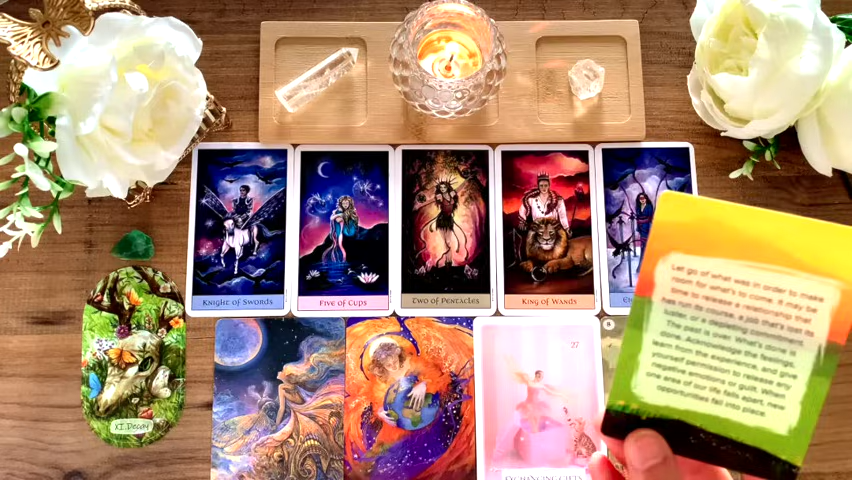 Knight of Swords
Five of Cups
Two of Pentacles
King of Wands
Ei
Let go of what was in order to make
room for what's to come. It may be
time to release a relationship that
has run its course, a job that's lost its
luster, or a
The past is over. What's done is
done. Acknowledge the feelings,
learn from the experience, and give
yourself permission to release any
negative emotions or guilt. When
one area of our life falls apart, new
opportunities fall into place.
27
8
XI. Decay
Exchanging Gifts